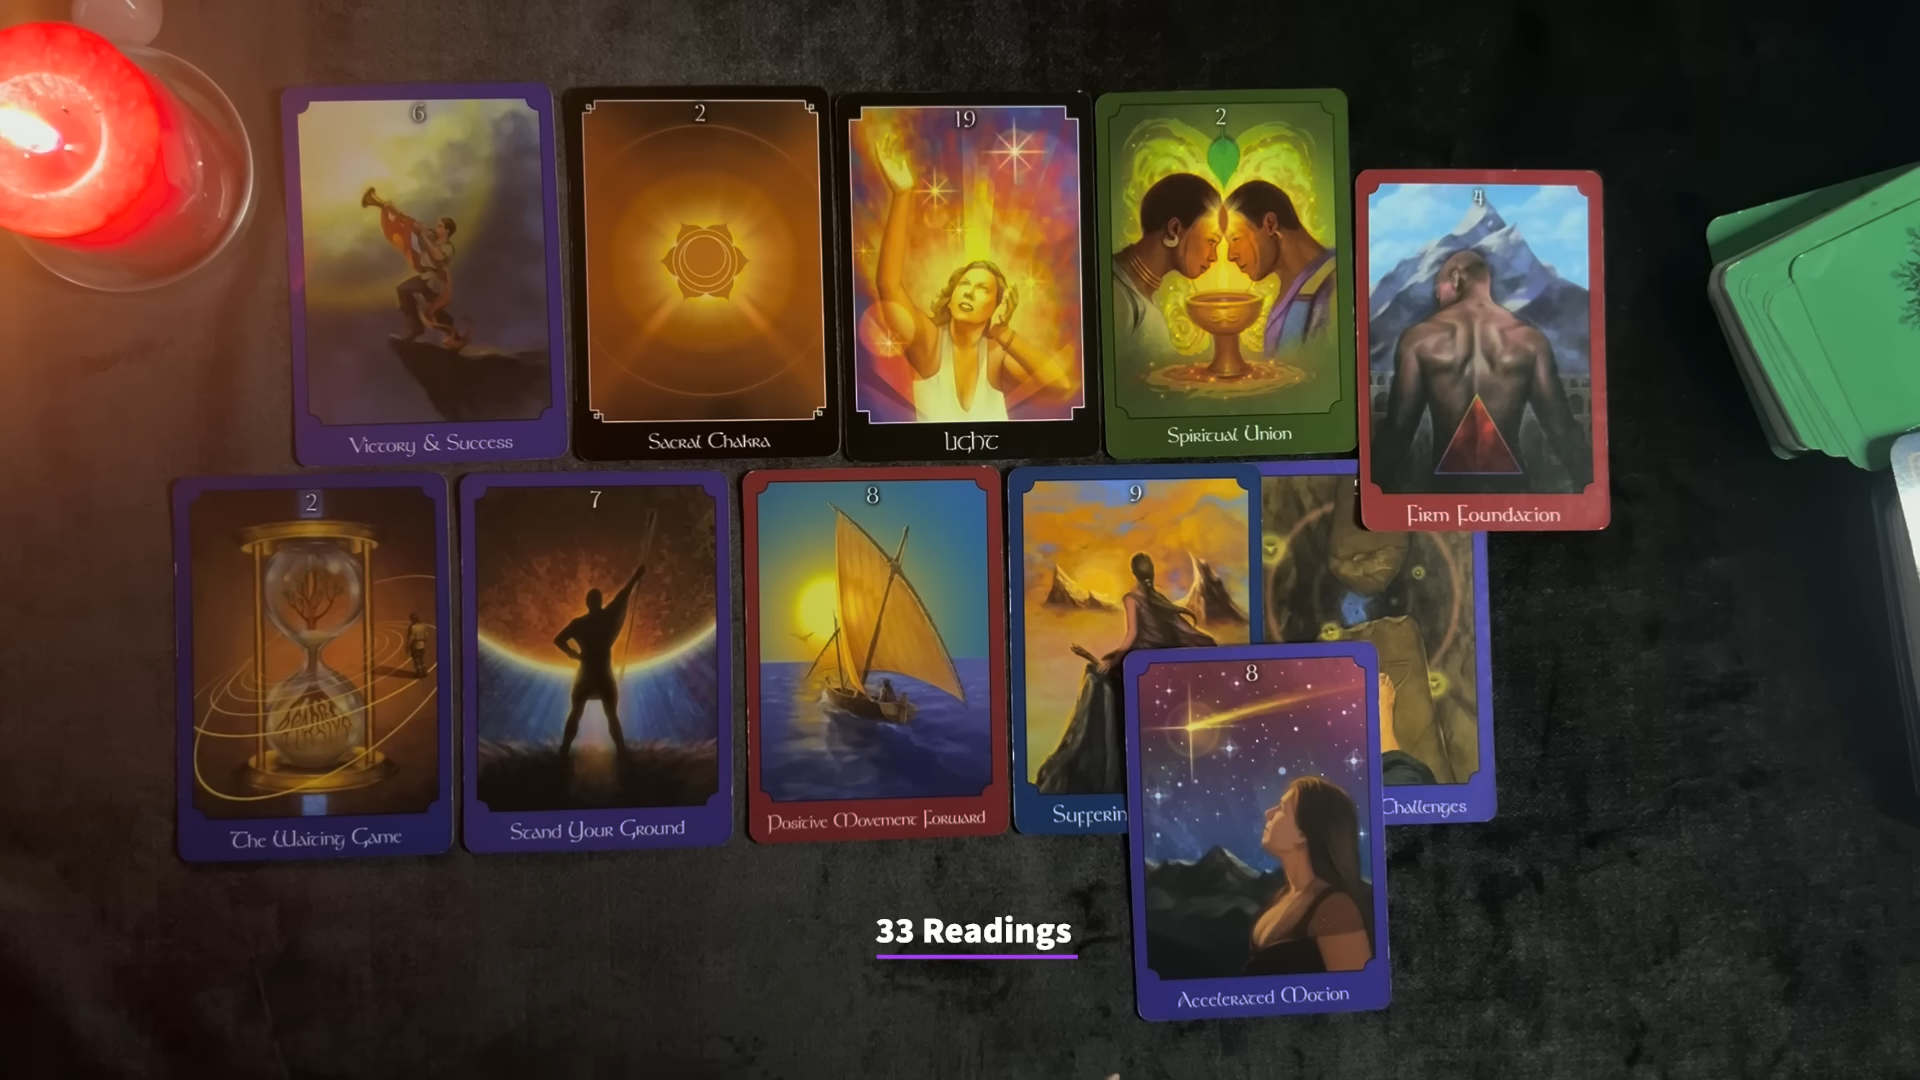 6
Victory & Success
2
Sacral Chakra
19
Light
2
Spiritual Union
4
Firm Foundation
2
The Waiting Game
7
Stand Your Ground
8
Positive Movement Forward
9
Challenges
8
Accelerated Motion
33 Readings